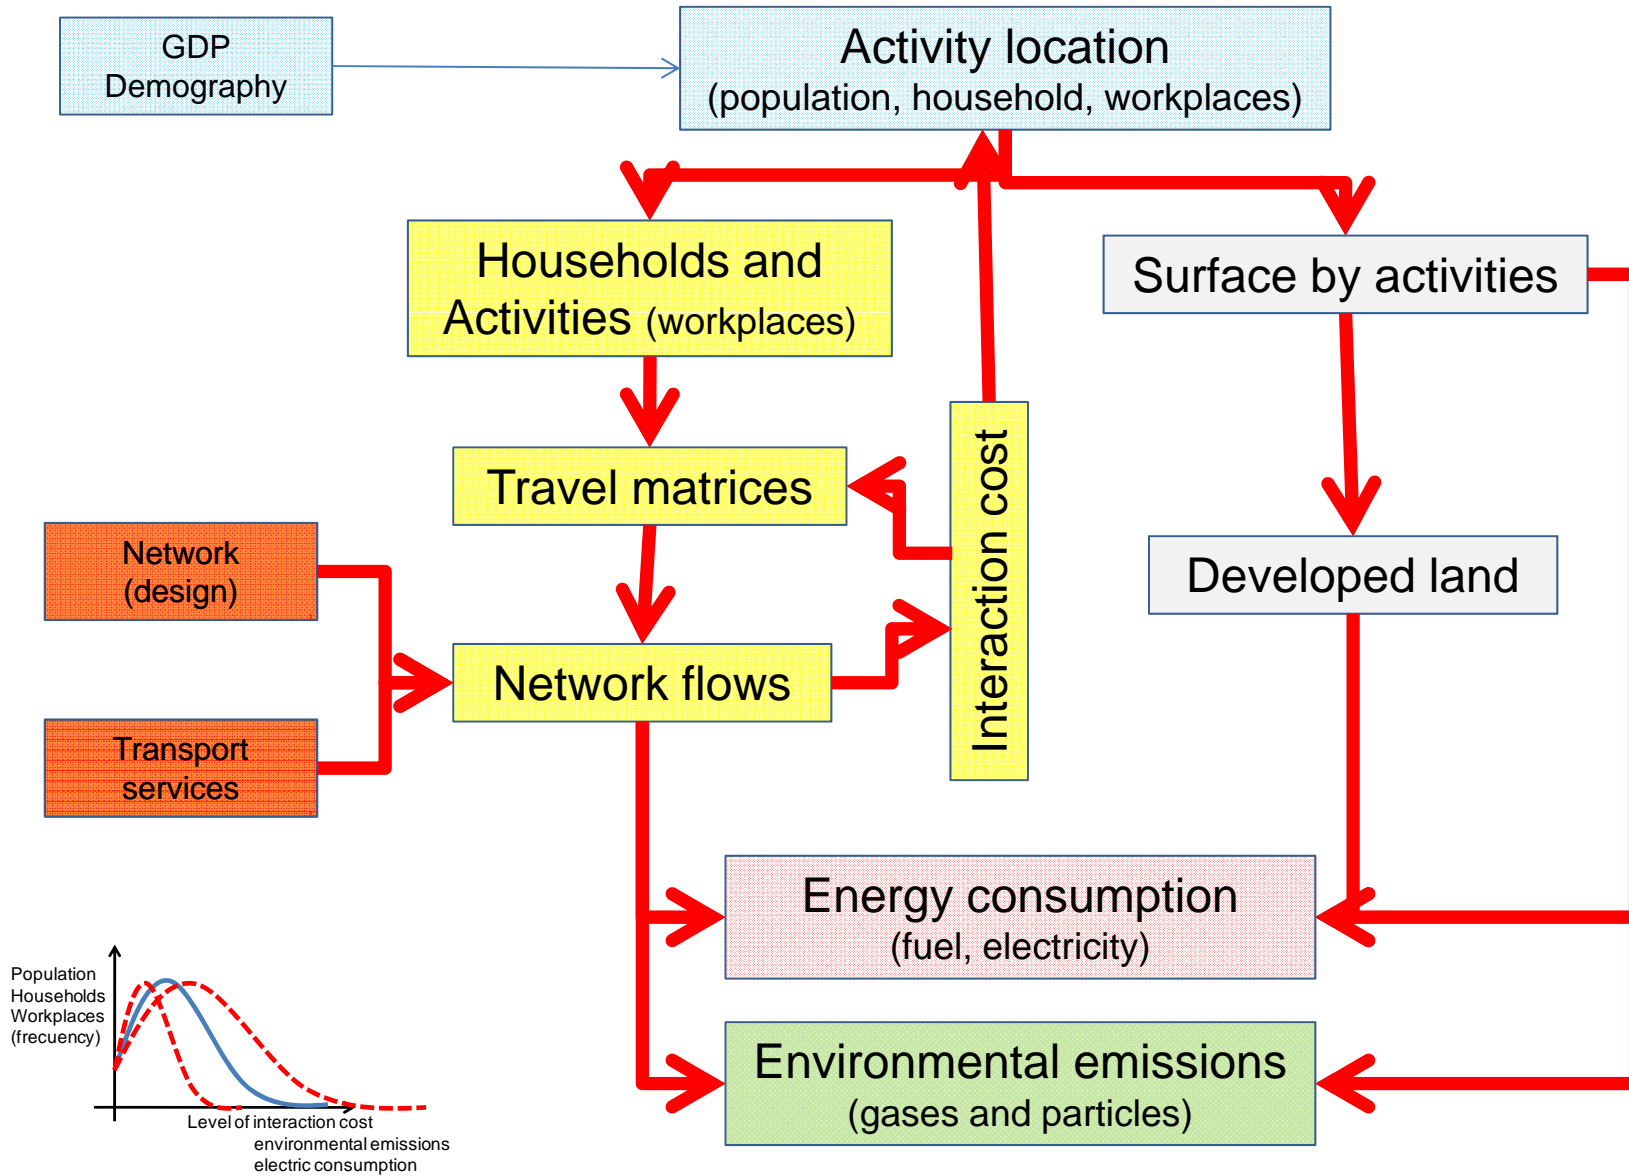 GDP
Demography
Activity location
(population, household, workplaces)
Households and
Activities (workplaces)
Surface by activities
Travel matrices
Interaction cost
Network
(design)
Developed land
Network flows
Transport
services
Energy consumption
(fuel, electricity)
Environmental emissions
(gases and particles)
Population
Households
Workplaces
(frecuency)
Level of interaction cost
environmental emissions
electric consumption